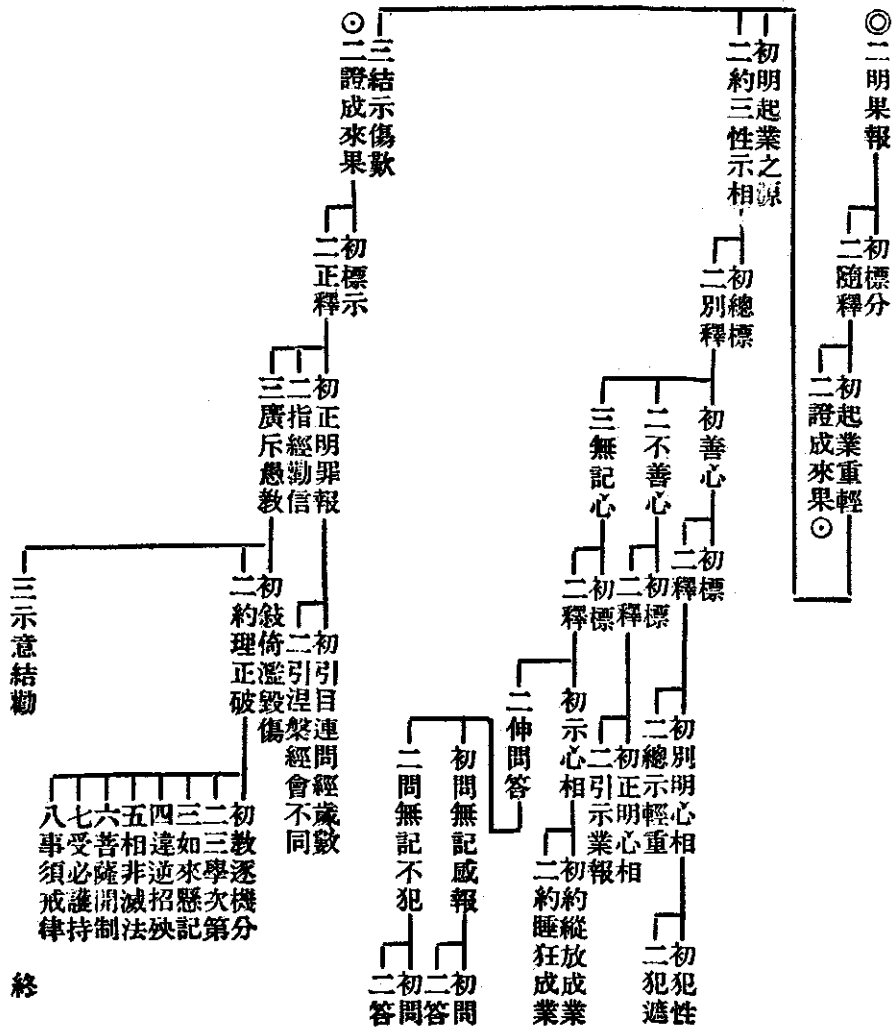 ◎二明果報
初標分
二隨釋
初起業重輕
二證成來果⊙
初明起業之源
二約三性示相
三結示傷歎
初總標
二別釋
初善心
二不善心
三無記心
初標
二釋
初別明心相
二總示輕重
初犯性
二犯遮
初標
二釋
初正明心相
二引示業報
初標
二釋
初示心相
二伸問答
初約縱放成業
二約睡狂成業
初問無記感報
二問無記不犯
初問
二答
初問
二答
⊙二證成來果
初標示
二正釋
初正明罪報
二指經勸信
三廣斥愚教
初引目連問經歲數
二引涅槃經會不同
初敍倚濫毀傷
二約理正破
三示意結勸
初教逐機分
二三學次第
三如來懸記
四違逆招殃
五相非滅法
六菩薩開制
七受必護持
八事須戒律
終